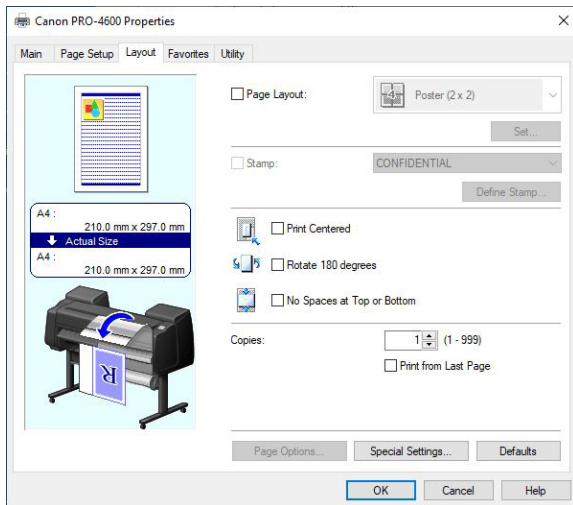 Canon PRO-4600 Properties
Main Page Setup Layout Favorites Utility
Page Layout:
4 Poster (2 x 2)
Set...
Stamp:
CONFIDENTIAL
Define Stamp...
A4 :
210.0 mm x 297.0 mm
Actual Size
A4 :
210.0 mm x 297.0 mm
Print Centered
Rotate 180 degrees
No Spaces at Top or Bottom
R
Copies:
1 (1 - 999)
Print from Last Page
Page Options... Special Settings... Defaults
OK Cancel Help